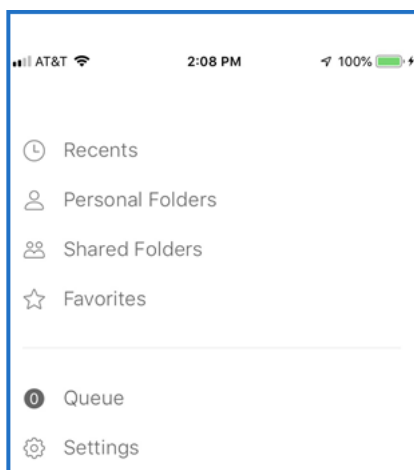 AT&T 2:08 PM 100%
Recents
Personal Folders
Shared Folders
Favorites
0 Queue
Settings